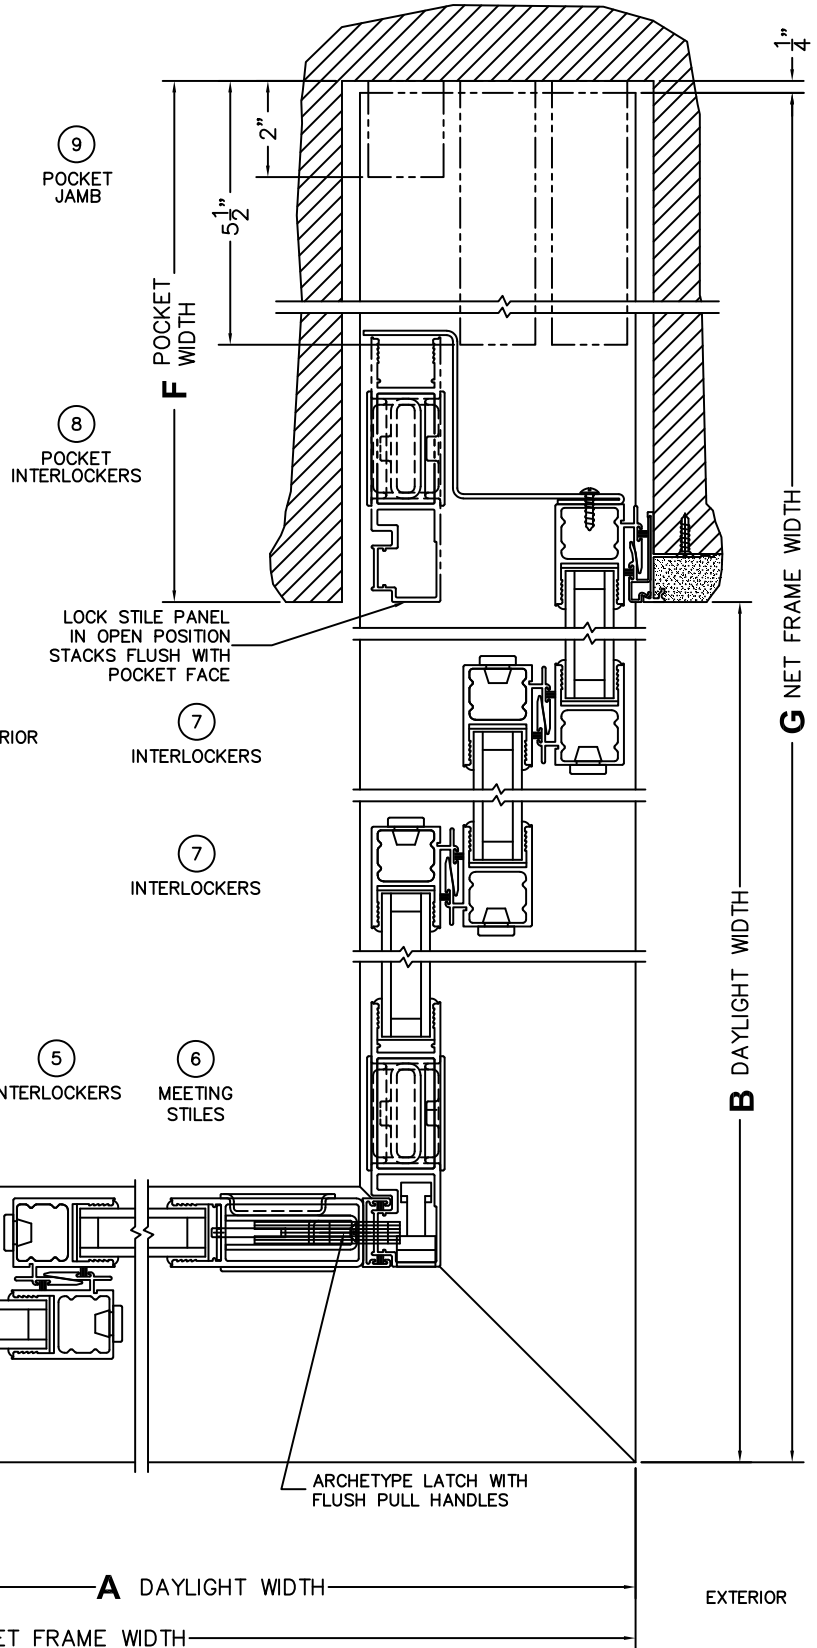 1/4"
2"
5 1/2"
9
POCKET
JAMB
F POCKET
WIDTH
8
POCKET
INTERLOCKERS
G NET FRAME WIDTH
LOCK STILE PANEL
IN OPEN POSITION
STACKS FLUSH WITH
POCKET FACE
7
INTERLOCKERS
RIOR
7
INTERLOCKERS
B DAYLIGHT WIDTH
5
NTERLOCKERS
6
MEETING
STILES
ARCHETYPE LATCH WITH
FLUSH PULL HANDLES
A DAYLIGHT WIDTH
EXTERIOR
ET FRAME WIDTH